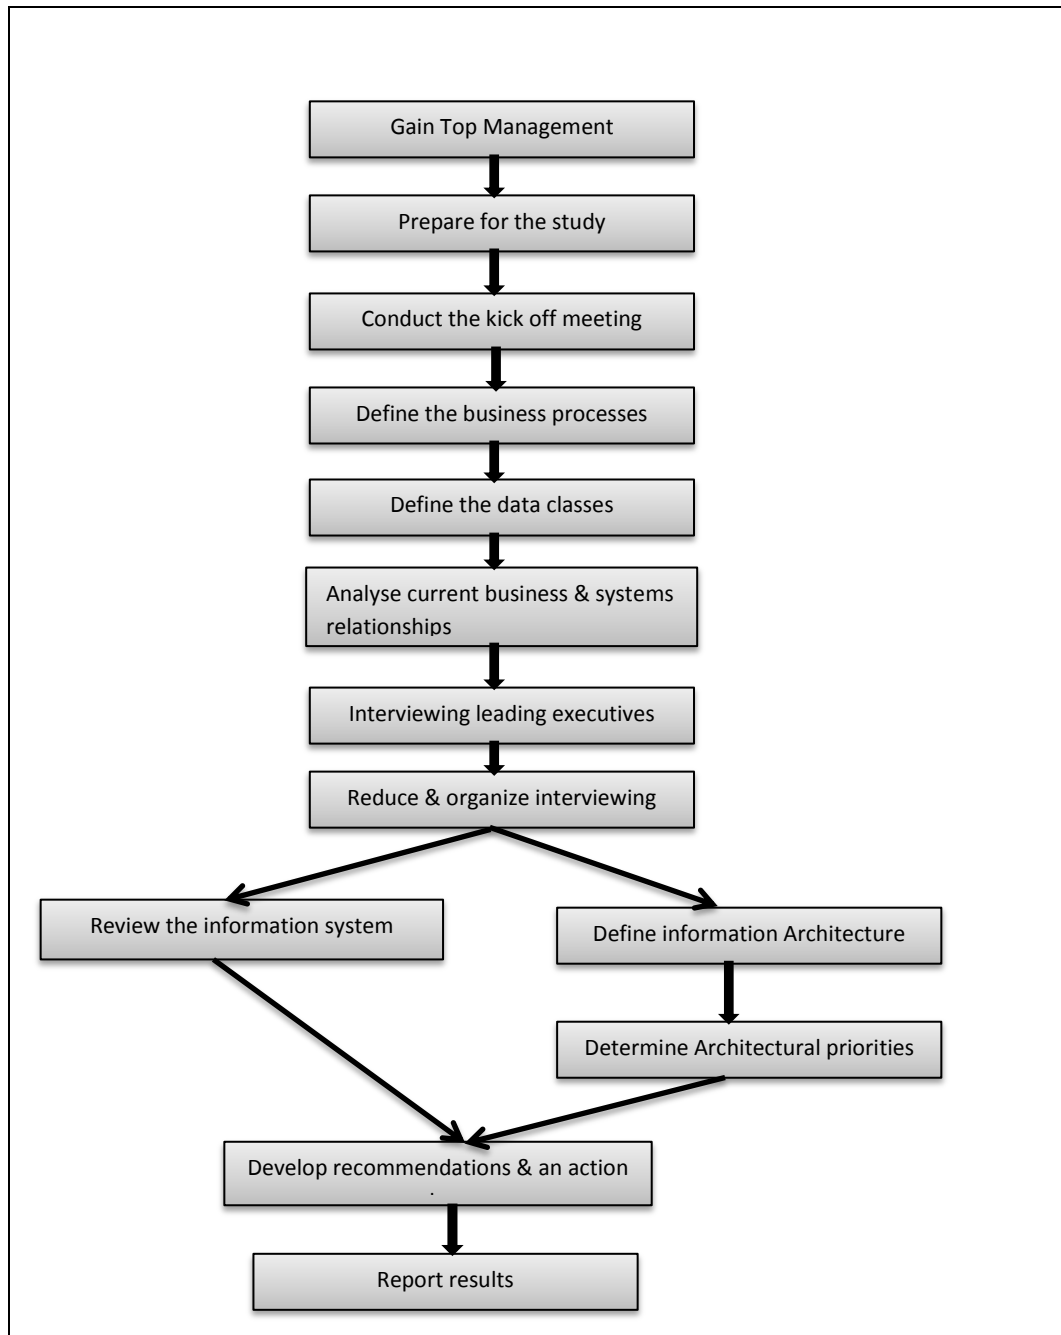 Gain Top Management
Prepare for the study
Conduct the kick off meeting
Define the business processes
Define the data classes
Analyse current business & systems
relationships
Interviewing leading executives
Reduce & organize interviewing
Review the information system
Define information Architecture
Determine Architectural priorities
Develop recommendations & an action
Report results